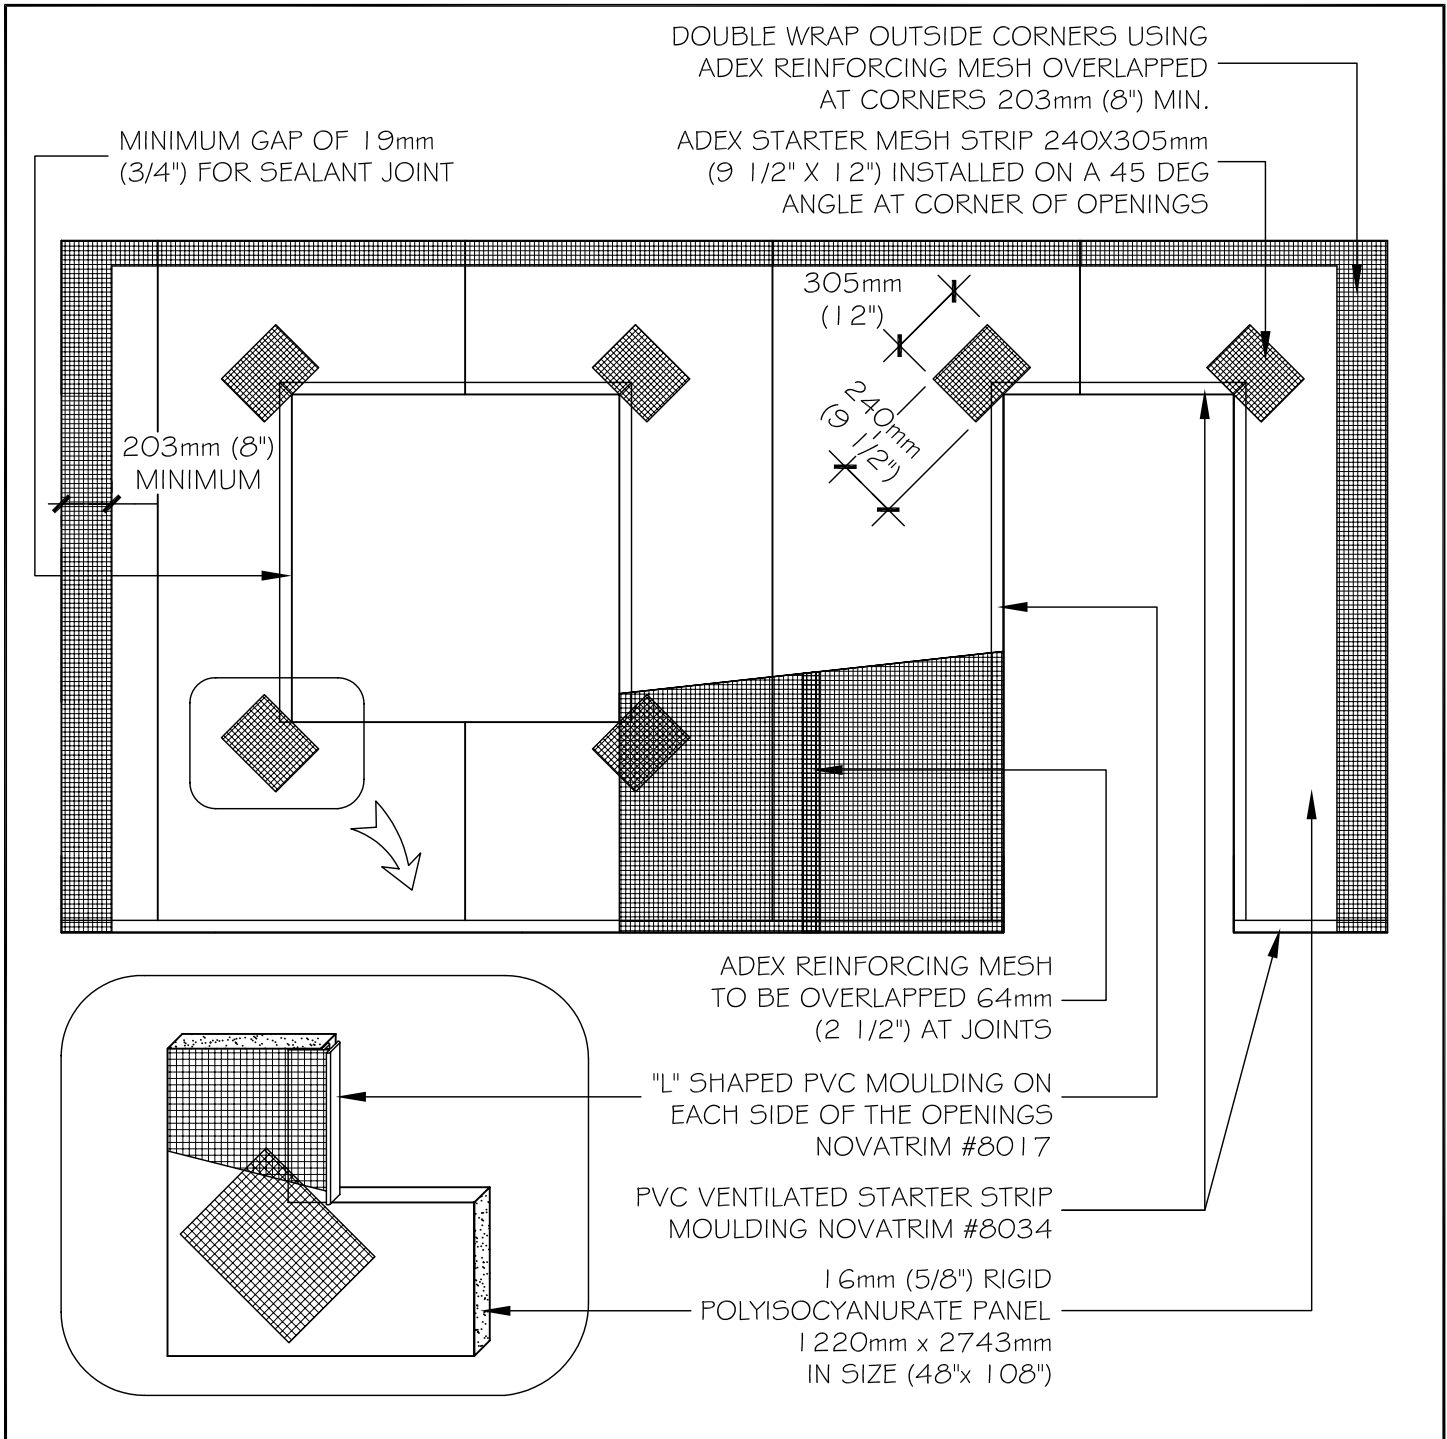 DOUBLE WRAP OUTSIDE CORNERS USING
ADEX REINFORCING MESH OVERLAPPED
AT CORNERS 203mm (8") MIN.
MINIMUM GAP OF 19mm
(3/4") FOR SEALANT JOINT
ADEX STARTER MESH STRIP 240X305mm
(9 1/2" X 12") INSTALLED ON A 45 DEG
ANGLE AT CORNER OF OPENINGS
305mm
(12")
240mm
(9 1/2")
203mm (8")
MINIMUM
ADEX REINFORCING MESH
TO BE OVERLAPPED 64mm
(2 1/2") AT JOINTS
"L" SHAPED PVC MOULDING ON
EACH SIDE OF THE OPENINGS
NOVATRIM #8017
PVC VENTILATED STARTER STRIP
MOULDING NOVATRIM #8034
16mm (5/8") RIGID
POLYISOCYANURATE PANEL
1220mm x 2743mm
IN SIZE (48"x 108")